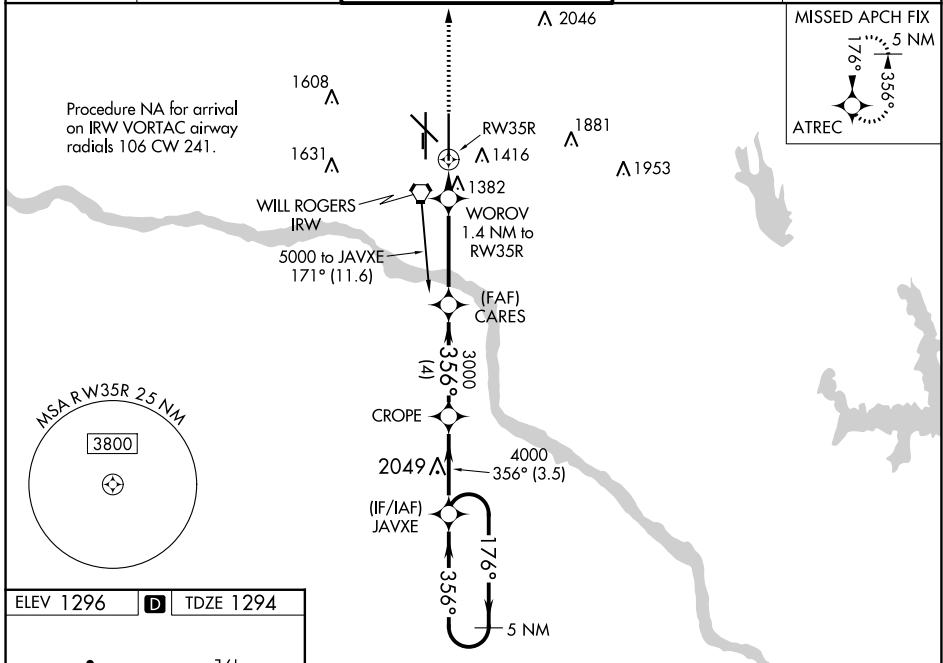 2046
MISSED APCH FIX
5 NM
176°
356°
ATREC
1608
Procedure NA for arrival
on IRW VORTAC airway
radials 106 CW 241.
RW35R
1881
1416
1631
1953
1382
WILL ROGERS
IRW
WOROV
1.4 NM to
RW35R
5000 to JAVXE
171° (11.6)
(FAF)
CARES
3000
356°
(4)
MSA RW35R 25 NM
3800
CROPE
2049
4000
356° (3.5)
(IF/IAF)
JAVXE
176°
356°
5 NM
ELEV 1296
D
TDZE 1294